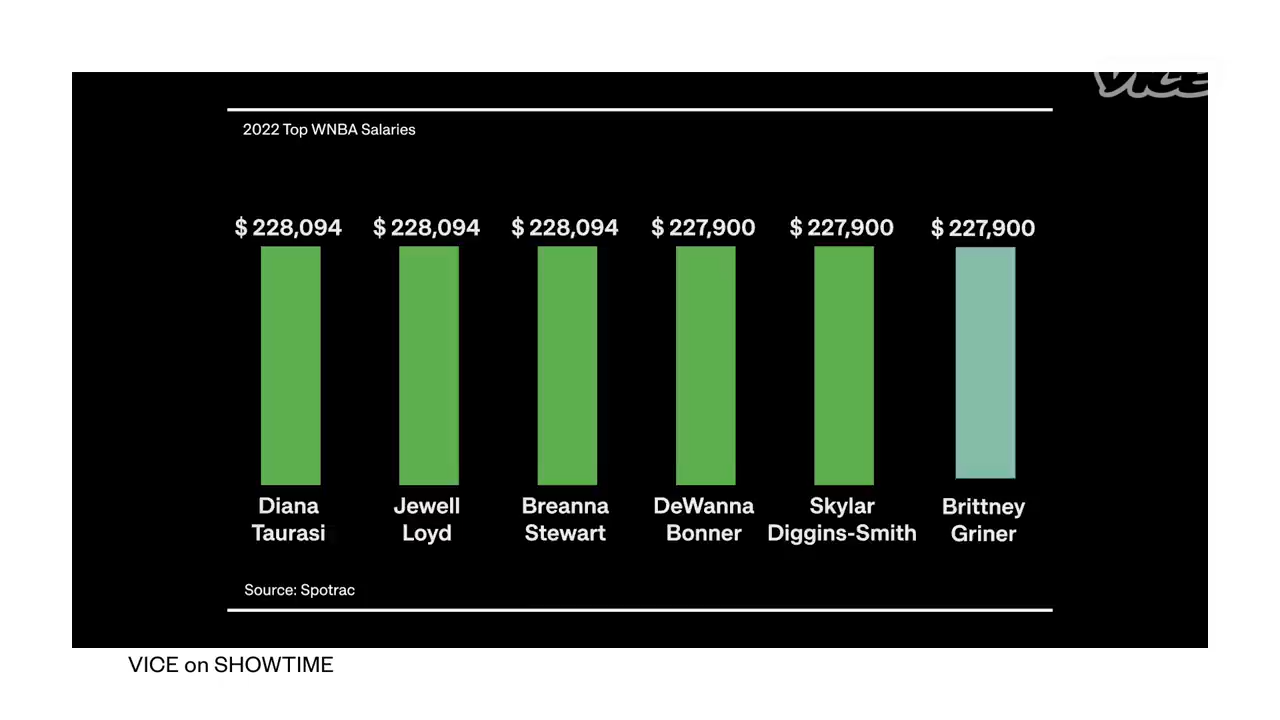 VICE
2022 Top WNBA Salaries
$ 228,094 $ 228,094 $ 228,094 $ 227,900 $ 227,900 $ 227,900
Diana Jewell Breanna DeWanna Skylar Brittney
Taurasi Loyd Stewart Bonner Diggins-Smith Griner
Source: Spotrac
VICE on SHOWTIME